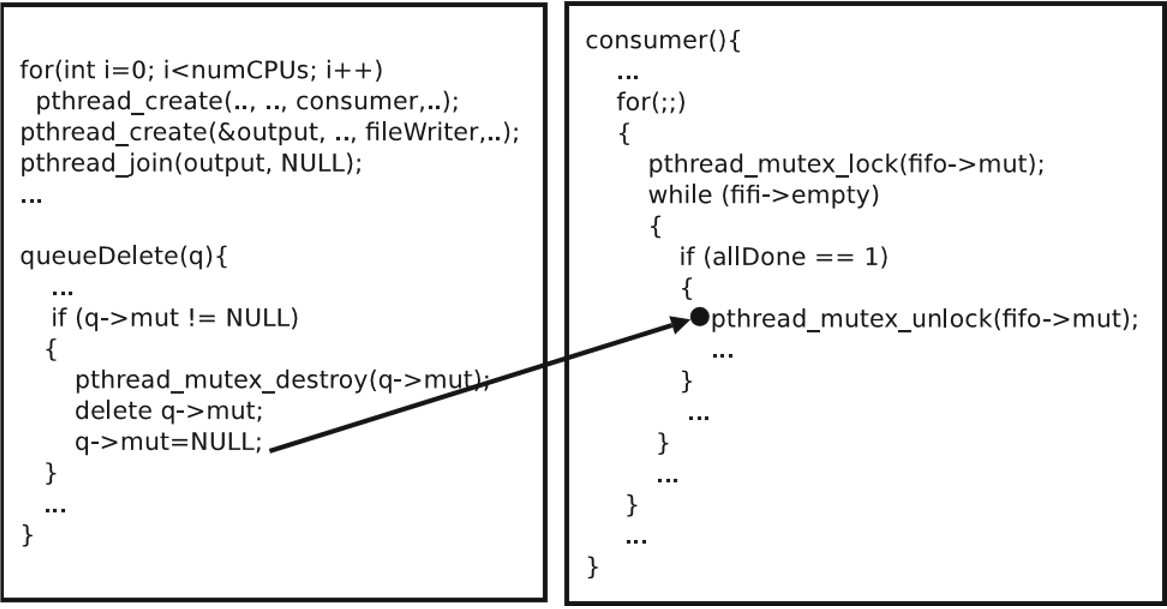 for(int i=0; i<numCPUs; i++)
pthread_create(.., .., consumer,..);
pthread_create(&output, .., fileWriter,..);
pthread_join(output, NULL);
...
queueDelete(q){
...
if (q->mut != NULL)
{
pthread_mutex_destroy(q->mut);
delete q->mut;
q->mut=NULL;
}
...
}
consumer(){
...
for(;;)
{
pthread_mutex_lock(fifo->mut);
while (fifi->empty)
{
if (allDone == 1)
{
pthread_mutex_unlock(fifo->mut);
...
}
...
}
...
}
...
}